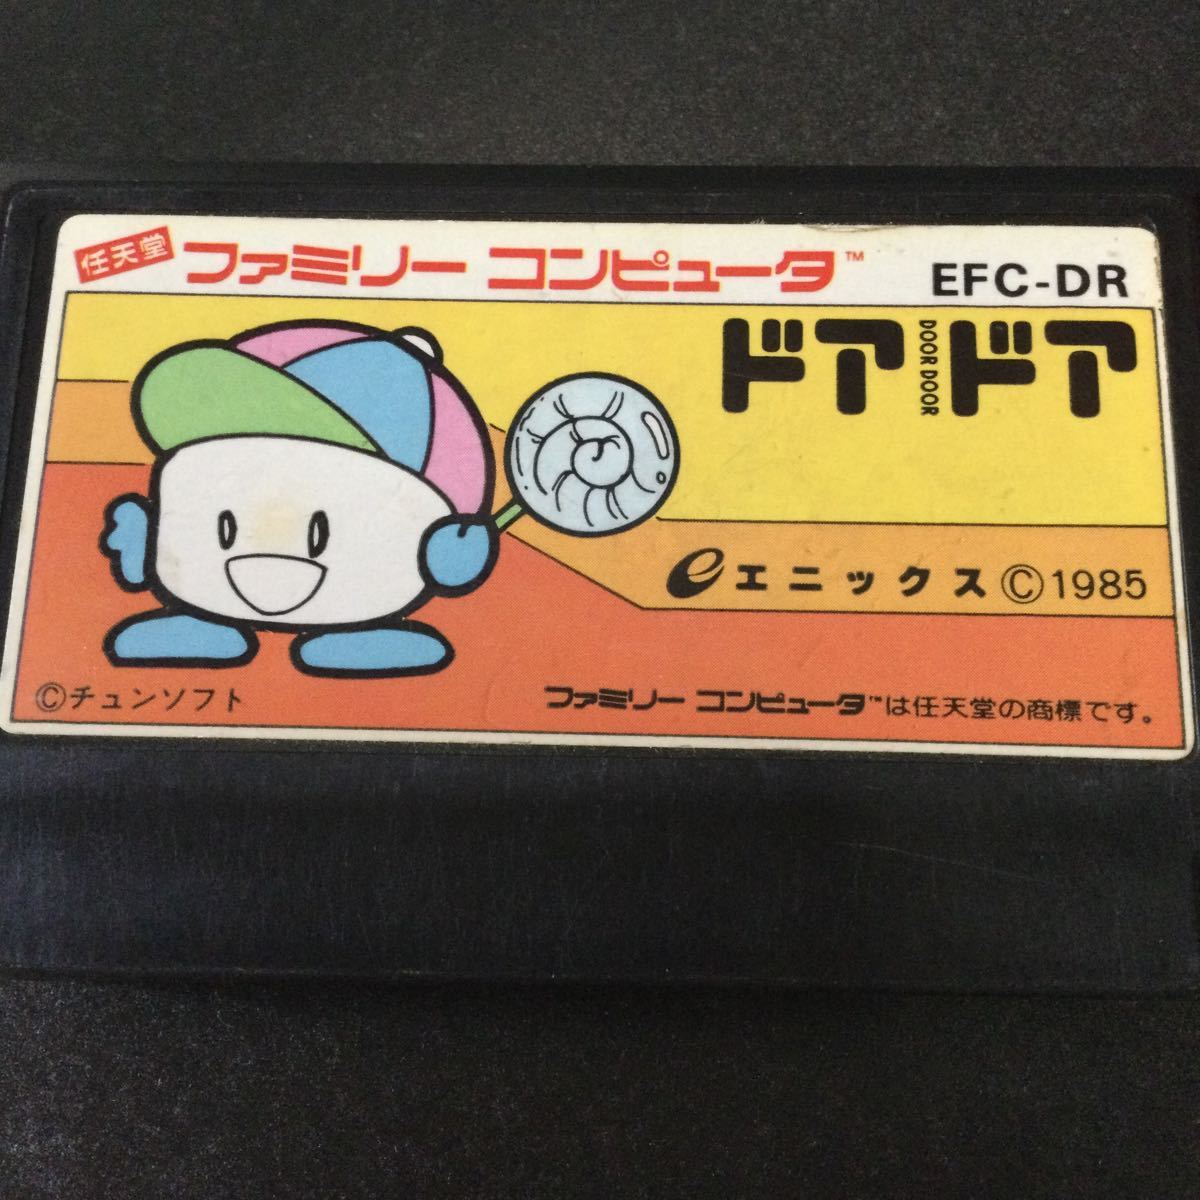 任天堂 ファミリー コンピュータ™ EFC-DR
ドアドア
DOOR DOOR
e エニックス ©1985
©チュンソフト
ファミリー コンピュータ™は任天堂の商標です。